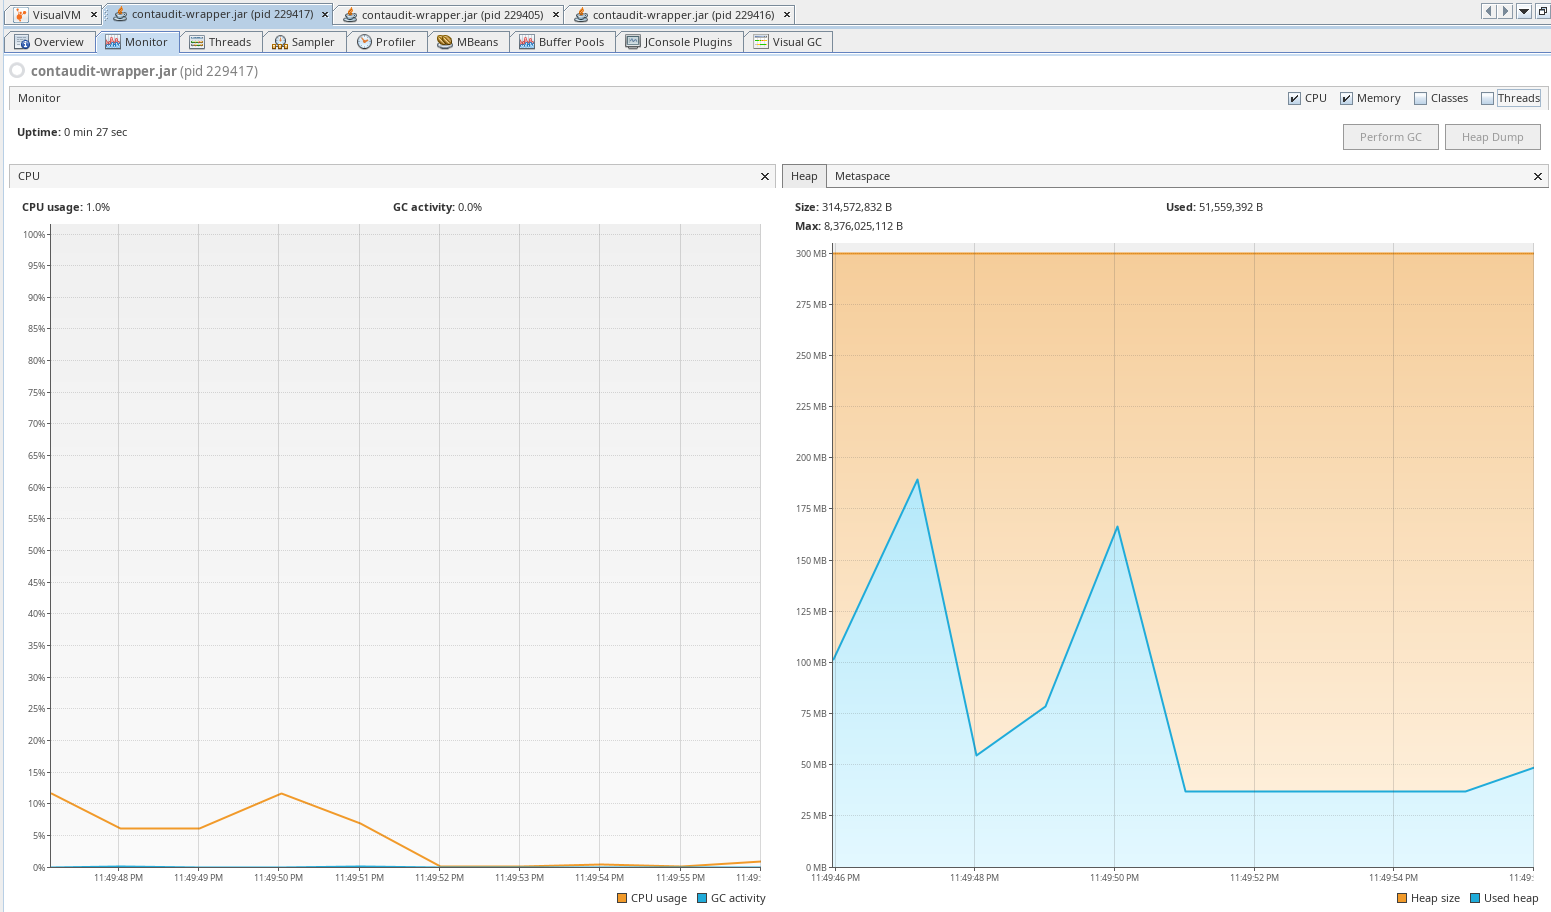 VisualVM contaudit-wrapper.jar (pid 229417) contaudit-wrapper.jar (pid 229405) contaudit-wrapper.jar (pid 229416)
Overview Monitor Threads Sampler Profiler MBeans Buffer Pools JConsole Plugins Visual GC
contaudit-wrapper.jar (pid 229417)
Monitor CPU Memory Classes Threads
Uptime: 0 min 27 sec
Perform GC Heap Dump
CPU
CPU usage: 1.0% GC activity: 0.0%
100%
95%
90%
85%
80%
75%
70%
65%
60%
55%
50%
45%
40%
35%
30%
25%
20%
15%
10%
5%
0%
11:49:48 PM 11:49:49 PM 11:49:50 PM 11:49:51 PM 11:49:52 PM 11:49:53 PM 11:49:54 PM 11:49:55 PM 11:49:
CPU usage GC activity
Heap Metaspace
Size: 314,572,832 B Used: 51,559,392 B
Max: 8,376,025,112 B
300 MB
275 MB
250 MB
225 MB
200 MB
175 MB
150 MB
125 MB
100 MB
75 MB
50 MB
25 MB
0 MB
11:49:46 PM 11:49:48 PM 11:49:50 PM 11:49:52 PM 11:49:54 PM 11:49:
Heap size Used heap